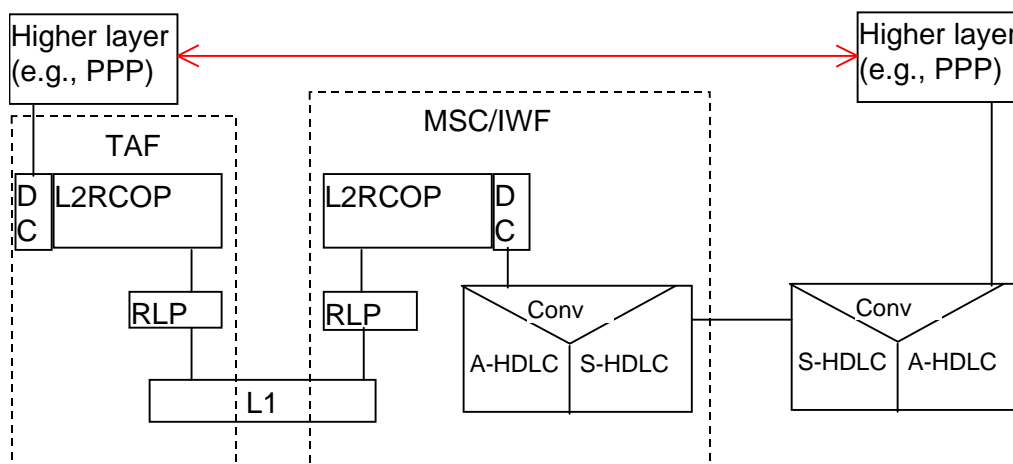 Higher layer
(e.g., PPP)
Higher layer
(e.g., PPP)
TAF
MSC/IWF
D
C
L2RCOP
L2RCOP
D
C
RLP
RLP
Conv
A-HDLC
S-HDLC
Conv
S-HDLC
A-HDLC
L1